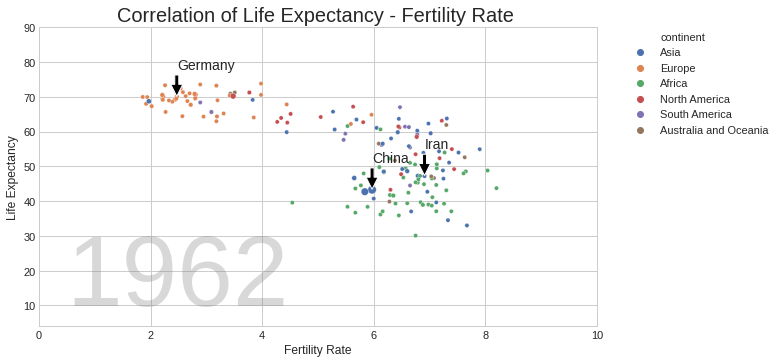 Correlation of Life Expectancy - Fertility Rate
90
80
70
60
50
40
30
20
10
Life Expectancy
Germany
China
Iran
1962
0
2
4
6
8
10
Fertility Rate
continent
Asia
Europe
Africa
North America
South America
Australia and Oceania